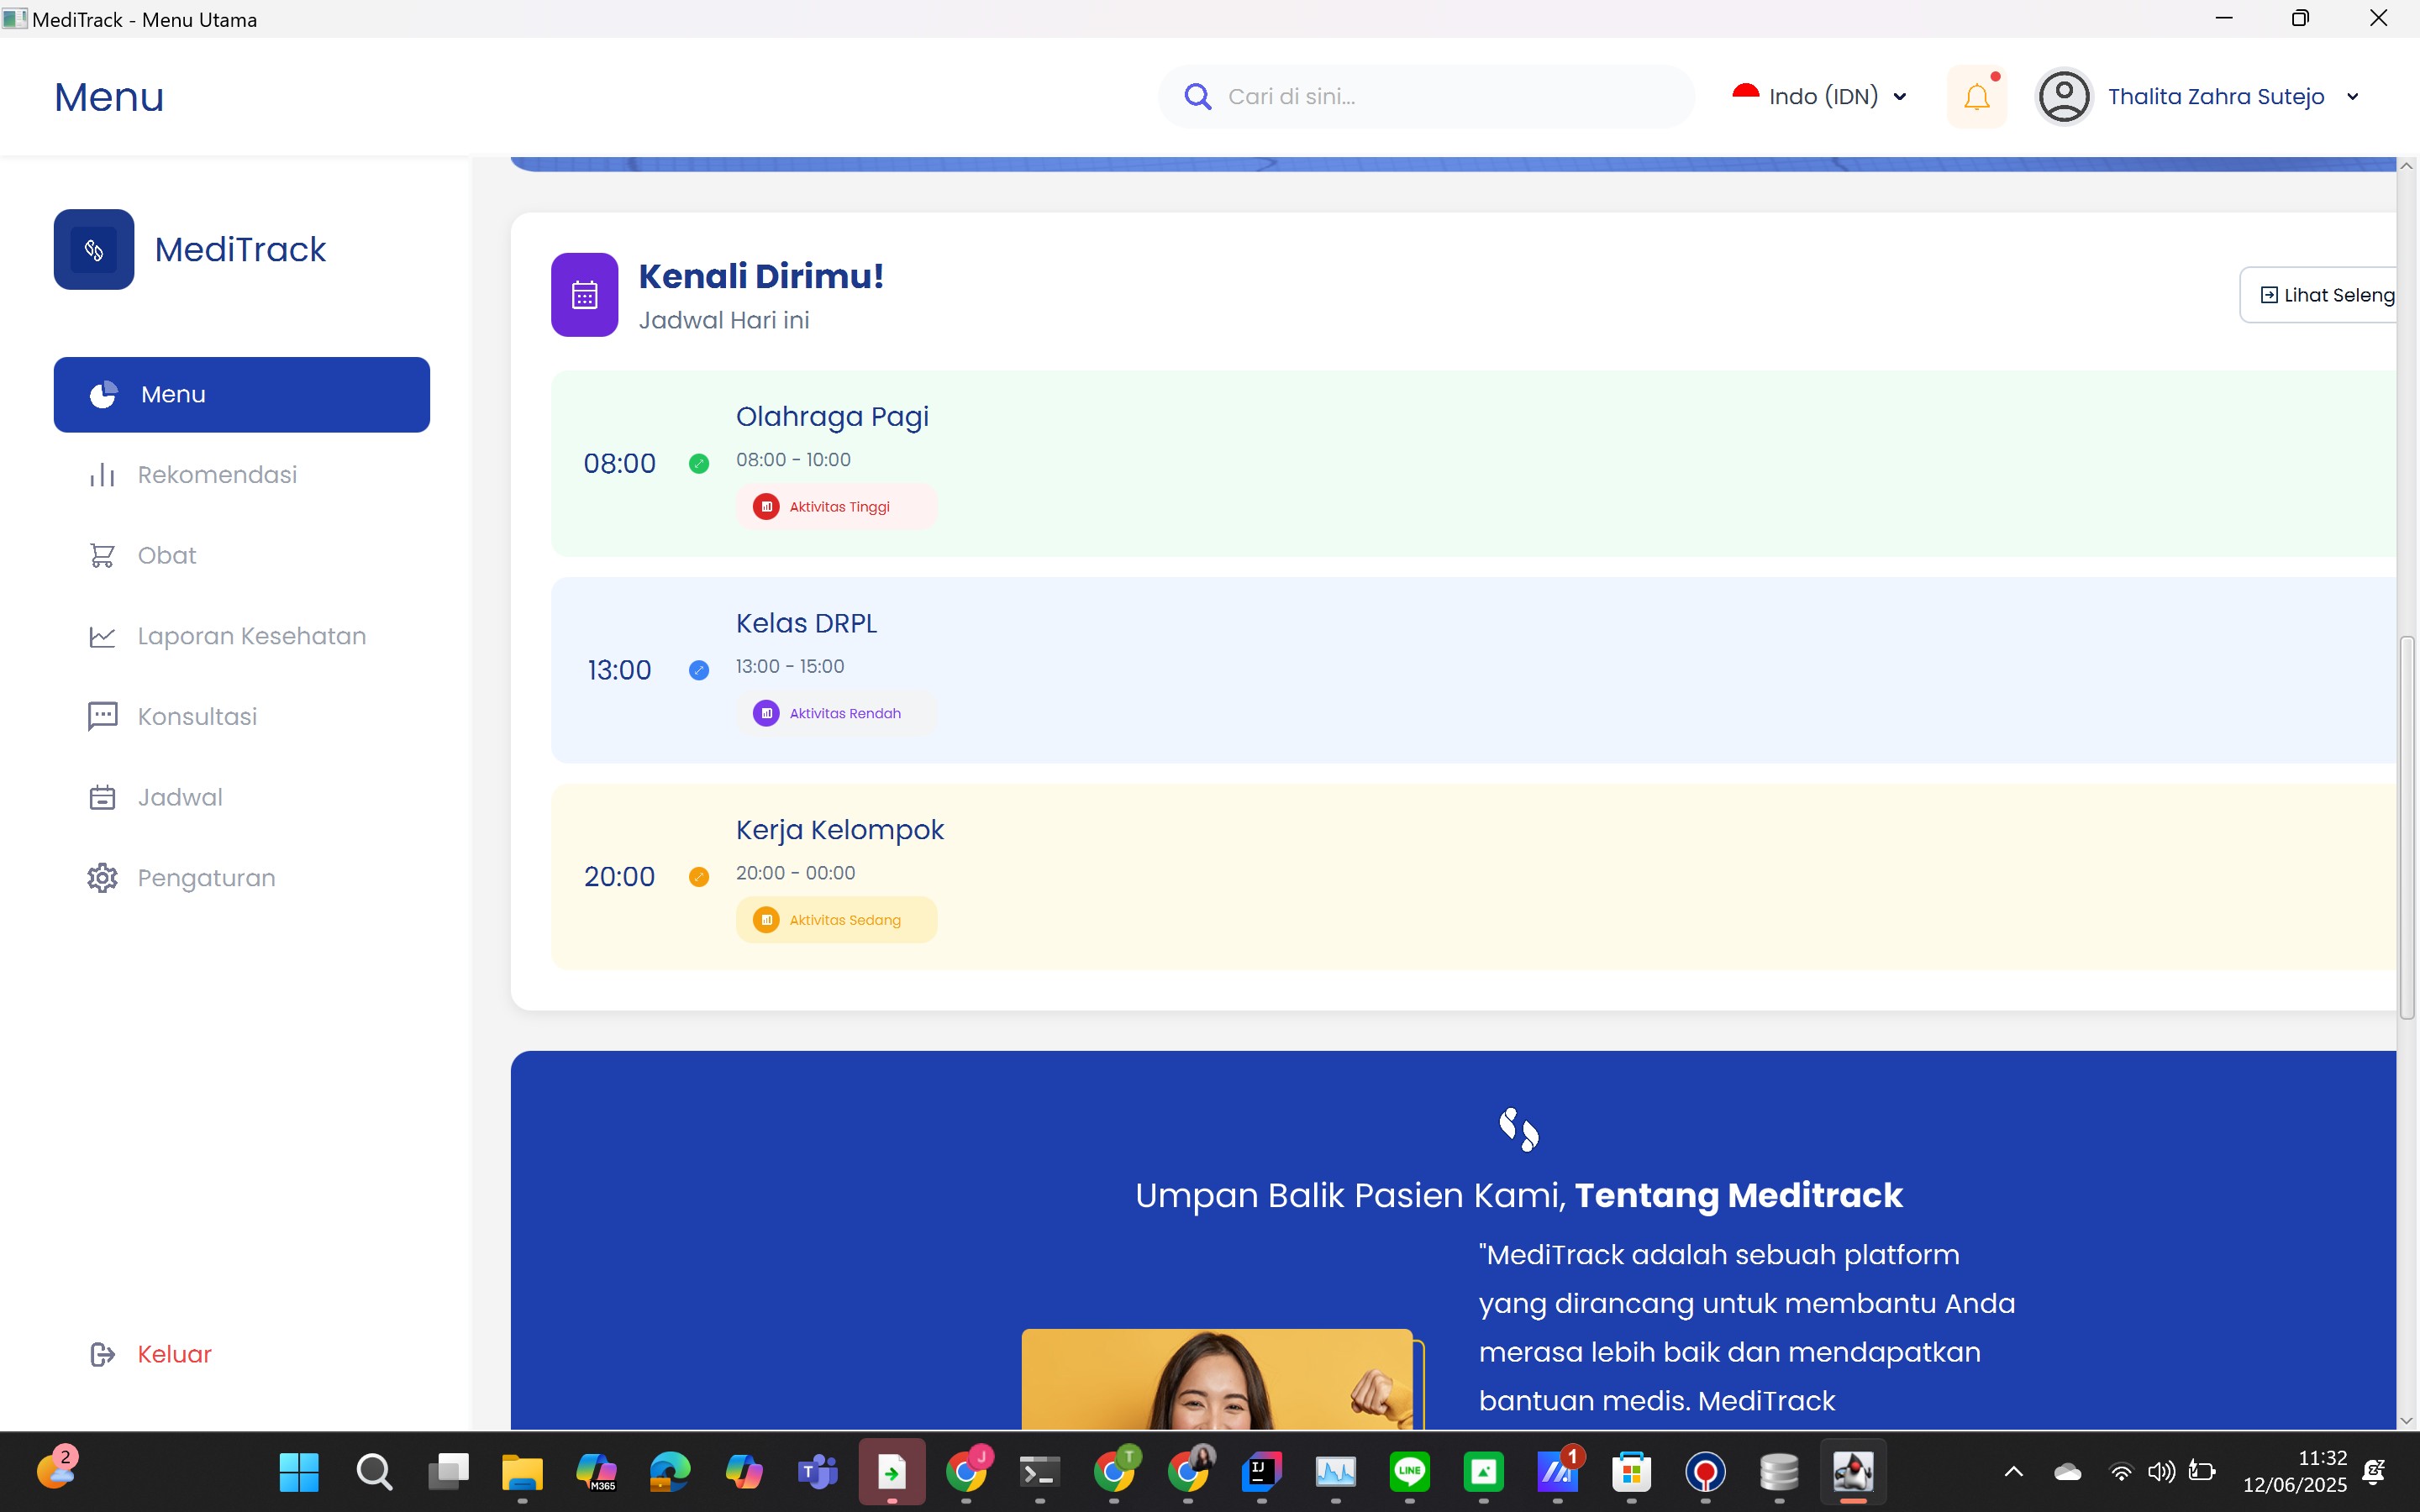 MediTrack - Menu Utama
Menu
Cari di sini...
Indo (IDN)
Thalita Zahra Sutejo
MediTrack
Menu
Rekomendasi
Obat
Laporan Kesehatan
Konsultasi
Jadwal
Pengaturan
Keluar
Kenali Dirimu!
Jadwal Hari ini
Lihat Seleng
08:00
Olahraga Pagi
08:00 - 10:00
Aktivitas Tinggi
13:00
Kelas DRPL
13:00 - 15:00
Aktivitas Rendah
20:00
Kerja Kelompok
20:00 - 00:00
Aktivitas Sedang
Umpan Balik Pasien Kami, Tentang Meditrack
"MediTrack adalah sebuah platform
yang dirancang untuk membantu Anda
merasa lebih baik dan mendapatkan
bantuan medis. MediTrack
2
M365
T
J
T
IJ
LINE
1
11:32
12/06/2025